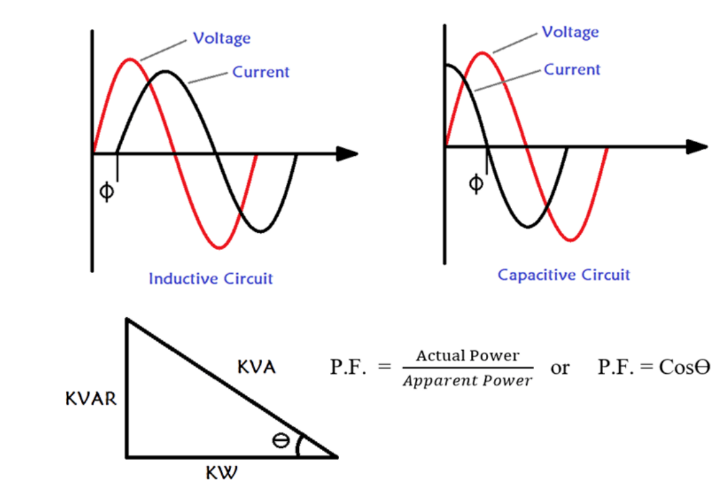 Voltage
Current
ϕ
Inductive Circuit
Voltage
Current
ϕ
Capacitive Circuit
KVA
KVAR
Θ
KW
P.F. = Actual Power / Apparent Power or P.F. = CosΘ